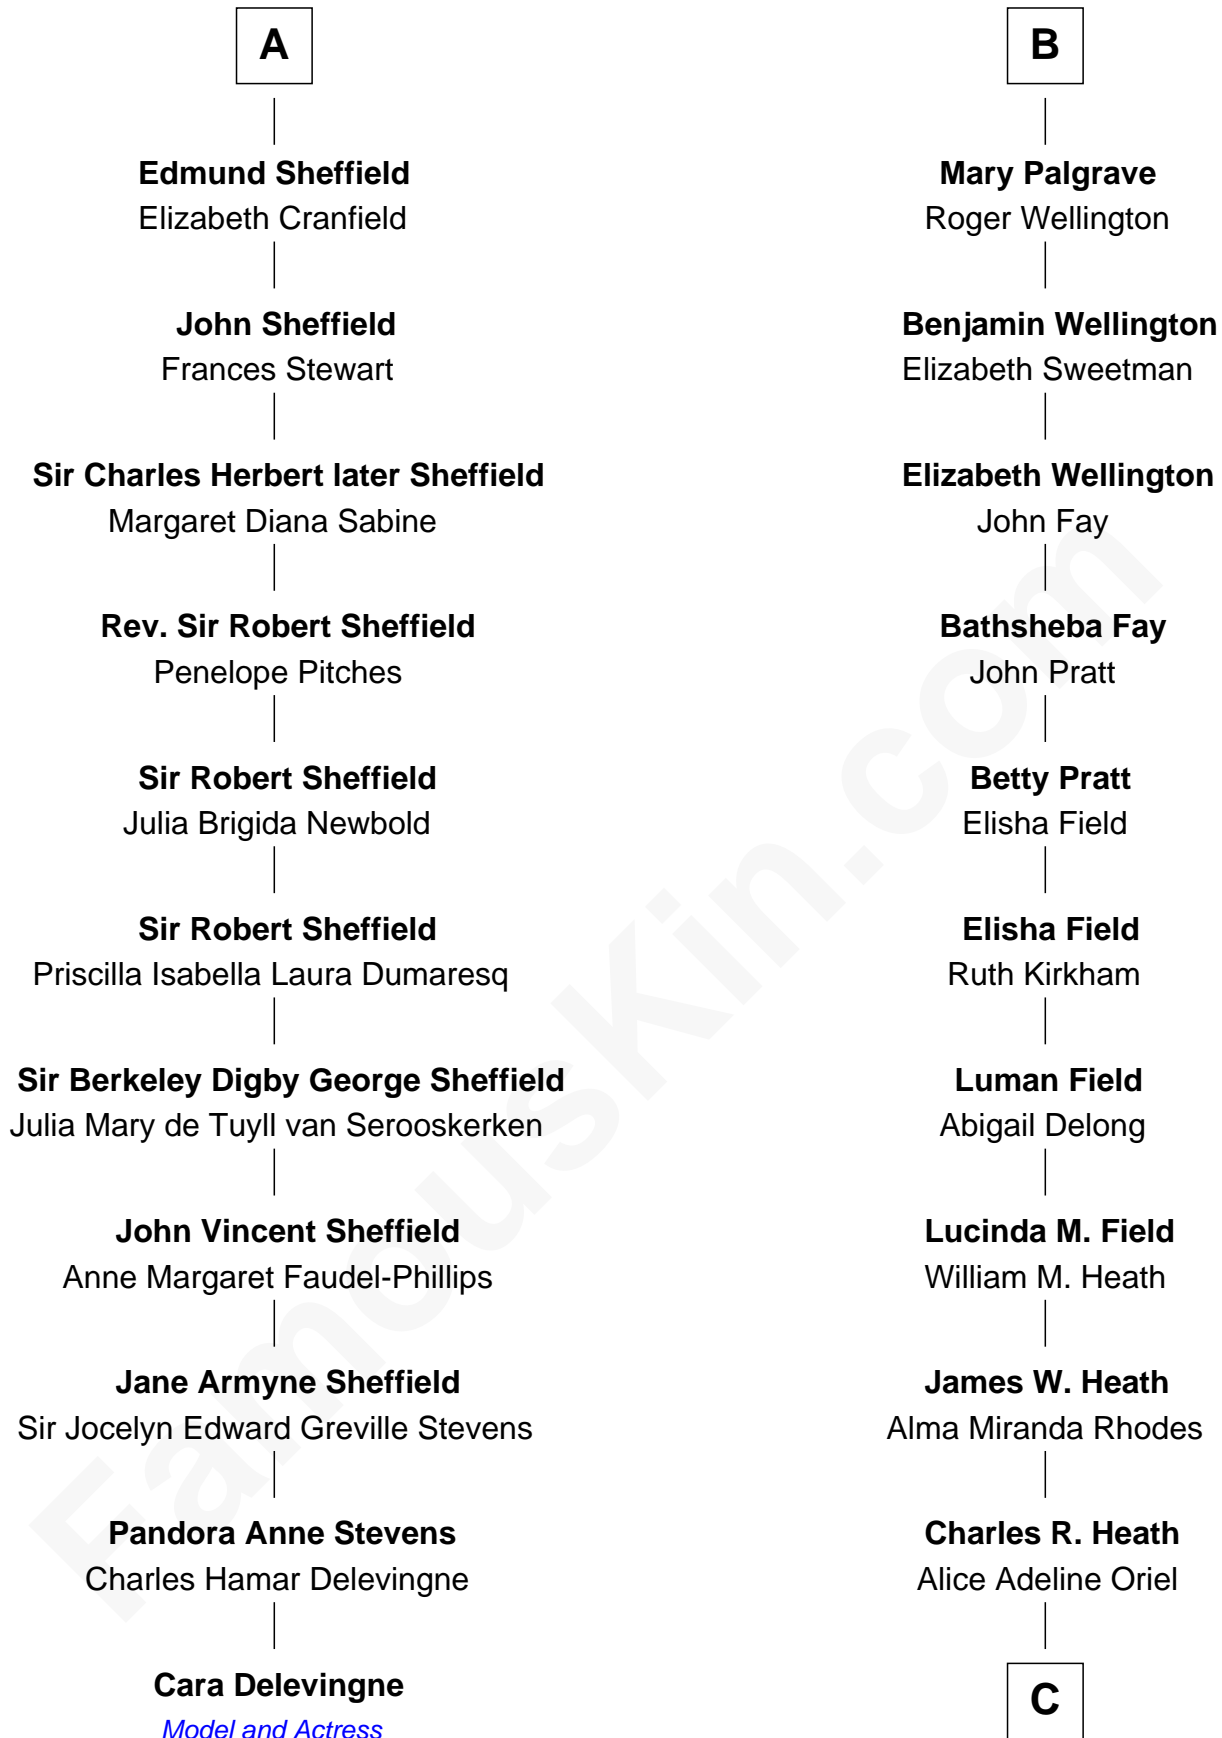 A
Edmund Sheffield
Elizabeth Cranfield
John Sheffield
Frances Stewart
Sir Charles Herbert later Sheffield
Margaret Diana Sabine
Rev. Sir Robert Sheffield
Penelope Pitches
Sir Robert Sheffield
Julia Brigida Newbold
Sir Robert Sheffield
Priscilla Isabella Laura Dumaresq
Sir Berkeley Digby George Sheffield
Julia Mary de Tuyll van Serooskerken
John Vincent Sheffield
Anne Margaret Faudel-Phillips
Jane Armyne Sheffield
Sir Jocelyn Edward Greville Stevens
Pandora Anne Stevens
Charles Hamar Delevingne
Cara Delevingne
Model and Actress
B
Mary Palgrave
Roger Wellington
Benjamin Wellington
Elizabeth Sweetman
Elizabeth Wellington
John Fay
Bathsheba Fay
John Pratt
Betty Pratt
Elisha Field
Elisha Field
Ruth Kirkham
Luman Field
Abigail Delong
Lucinda M. Field
William M. Heath
James W. Heath
Alma Miranda Rhodes
Charles R. Heath
Alice Adeline Oriel
C
FamousKin.com